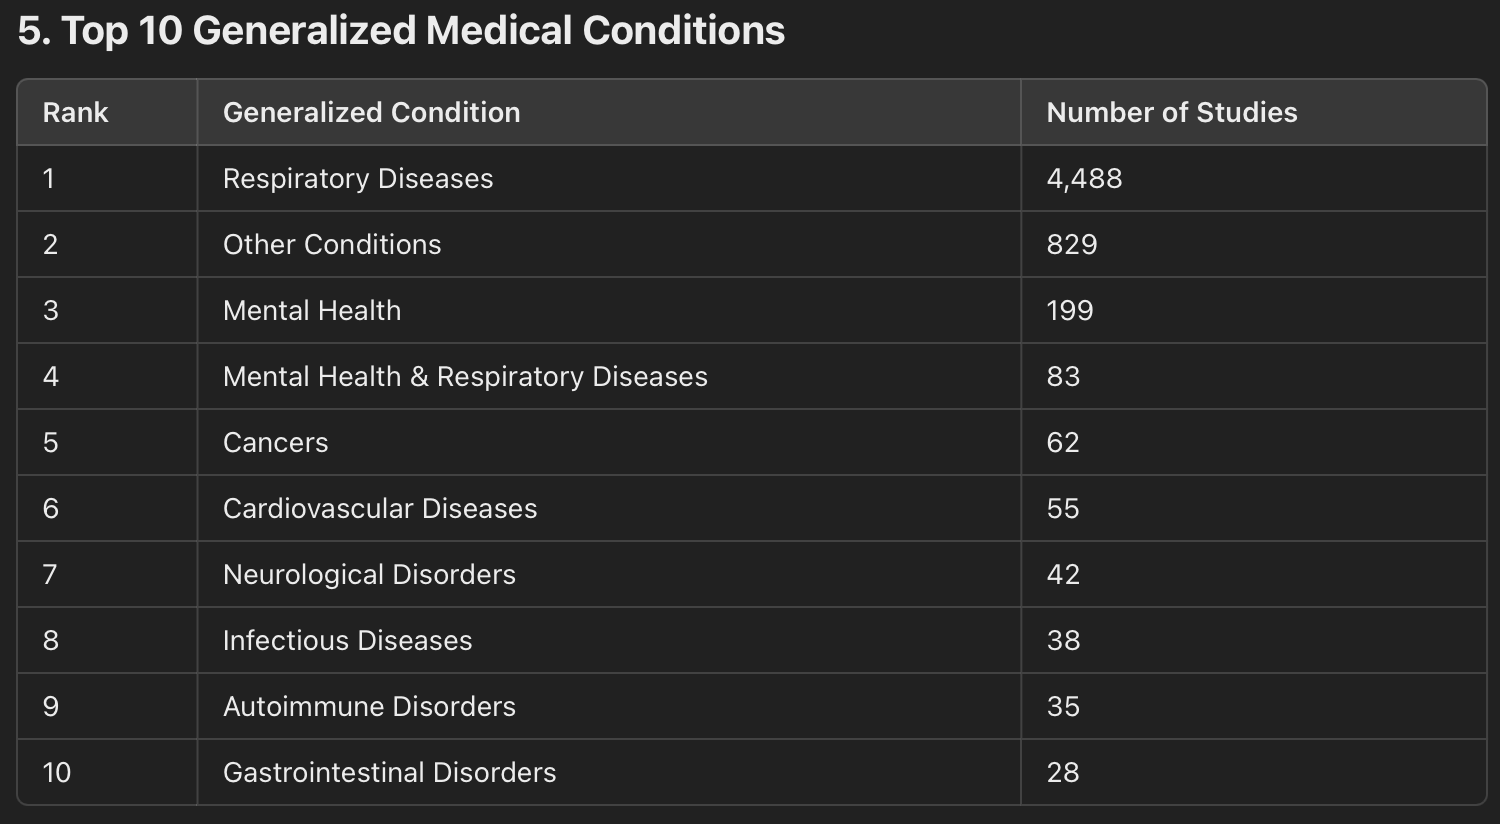 5. Top 10 Generalized Medical Conditions
Rank Generalized Condition Number of Studies
1 Respiratory Diseases 4,488
2 Other Conditions 829
3 Mental Health 199
4 Mental Health & Respiratory Diseases 83
5 Cancers 62
6 Cardiovascular Diseases 55
7 Neurological Disorders 42
8 Infectious Diseases 38
9 Autoimmune Disorders 35
10 Gastrointestinal Disorders 28